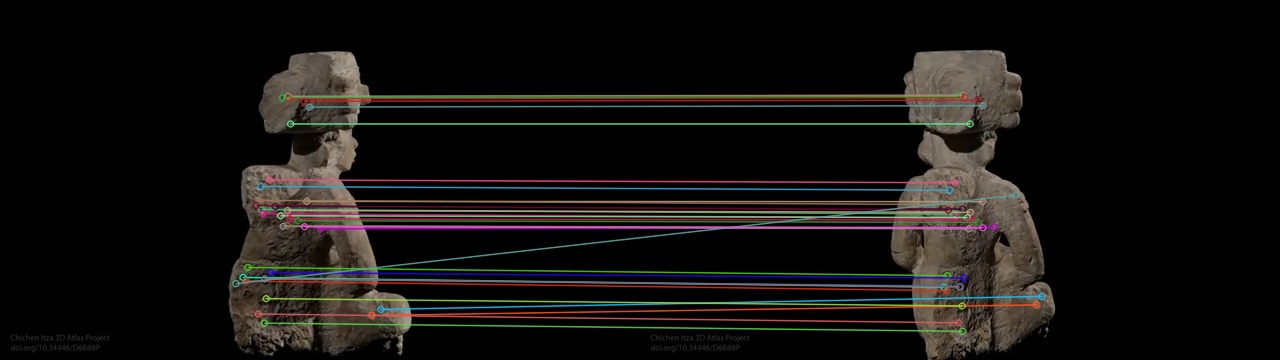 Chichen Itza 3D Atlas Project
doi.org/10.34946/D6B88P
Chichen Itza 3D Atlas Project
doi.org/10.34946/D6B88P